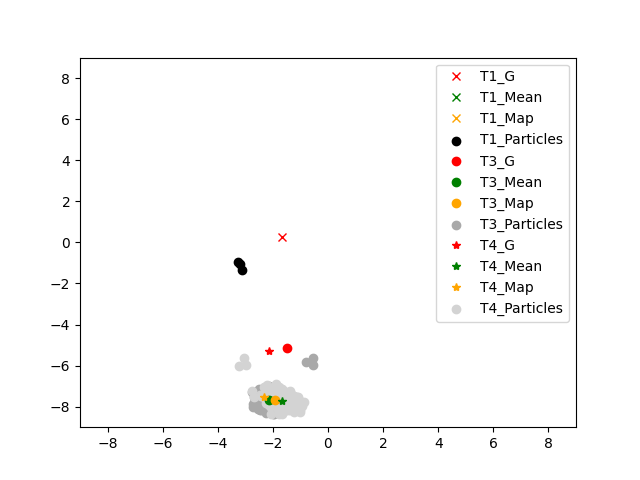 8
6
4
2
0
−2
−4
−6
−8
−8 −6 −4 −2 0 2 4 6 8
T1_G
T1_Mean
T1_Map
T1_Particles
T3_G
T3_Mean
T3_Map
T3_Particles
T4_G
T4_Mean
T4_Map
T4_Particles